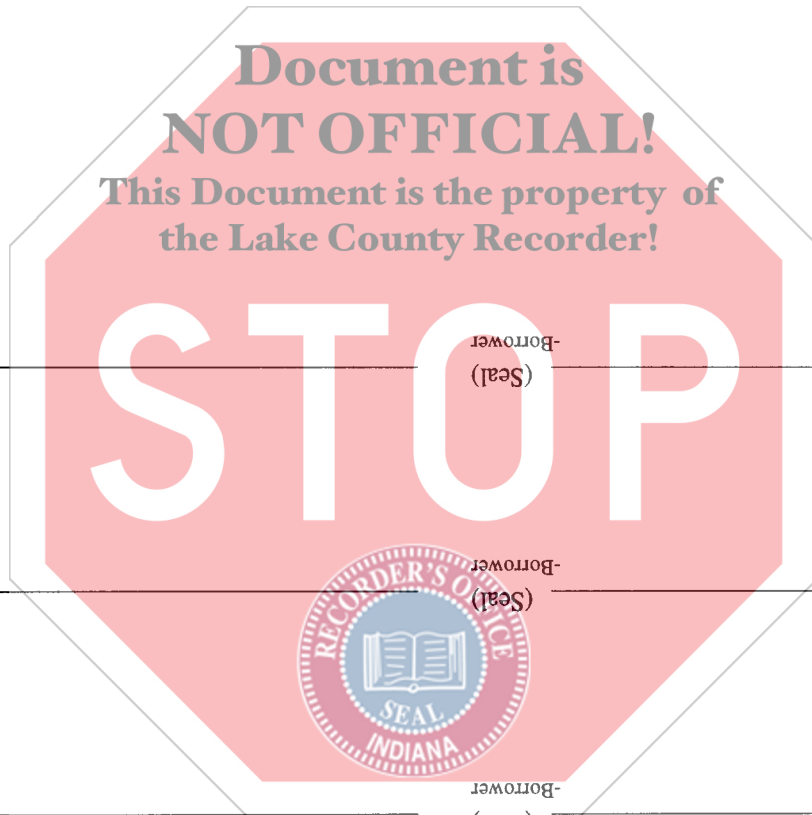 Document is
NOT OFFICIAL!
This Document is the property of
the Lake County Recorder!
STOP
-Borrower
(Seal)
-Borrower
(Seal)
RECORDER'S OFFICE
SEAL
INDIANA
-Borrower